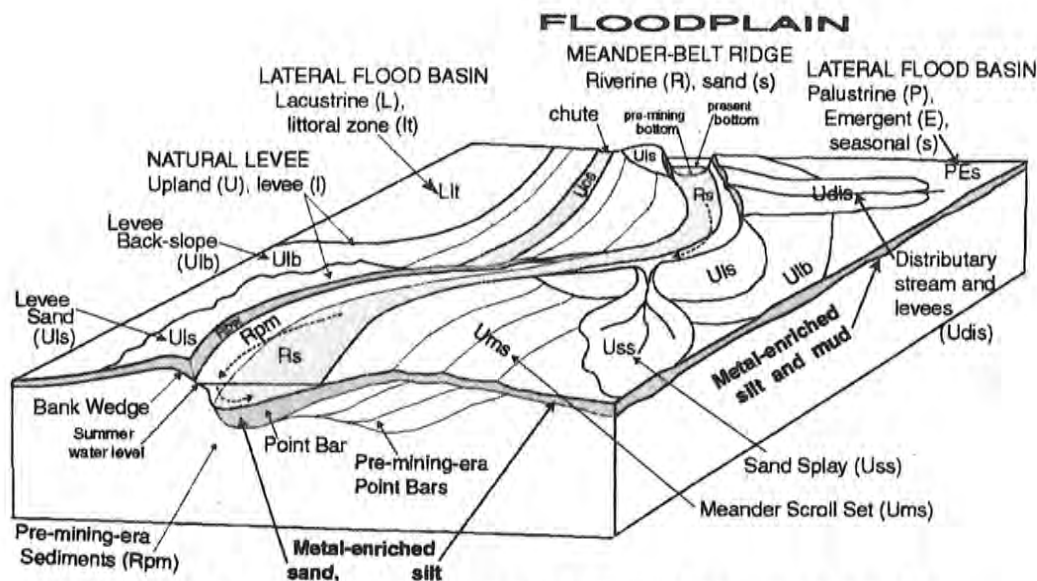 FLOODPLAIN
MEANDER-BELT RIDGE
Riverine (R), sand (s)
LATERAL FLOOD BASIN
Lacustrine (L),
littoral zone (lt)
LATERAL FLOOD BASIN
Palustrine (P),
Emergent (E),
seasonal (s)
chute
pre-mining
bottom
present
bottom
NATURAL LEVEE
Upland (U), levee (l)
Llt
Ucs
Uls
Rs
PEs
Udis
Levee
Back-slope
(Ulb)
Ulb
Uls
Ulb
Distributary
stream and
levees
(Udis)
Levee
Sand
(Uls)
Uls
Rpm
Rs
Ums
Uss
Metal-enriched
silt and mud
Bank Wedge
Summer
water level
Point Bar
Pre-mining-era
Point Bars
Sand Splay (Uss)
Meander Scroll Set (Ums)
Pre-mining-era
Sediments (Rpm)
Metal-enriched
sand, silt